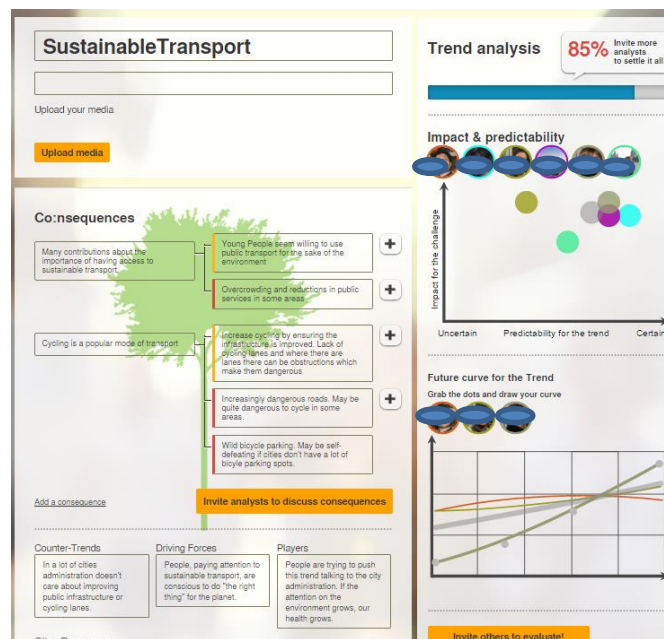 SustainableTransport
Upload your media
Upload media
Co:nsequences
Many contributions about the
importance of having access to
sustainable transport
Young People seem willing to use
public transport for the sake of the
environment
Overcrowding and reductions in public
services in some areas
Cycling is a popular mode of transport
Increase cycling by ensuring the
infrastructure is improved. Lack of
cycling lanes and where there are
lanes there can be obstructions which
make them dangerous
Increasingly dangerous roads. May be
quite dangerous to cycle in some
areas.
Wild bicycle parking. May be self-
defeating if cities don't have a lot of
bicyle parking spots.
Add a consequence
Invite analysts to discuss consequences
Counter-Trends
In a lot of cities
administration doesn't
care about improving
public infrastructure or
cycling lanes.
Driving Forces
People, paying attention to
sustainable transport, are
conscious to do "the right
thing" for the planet.
Players
People are trying to push
this trend talking to the city
administration. If the
attention on the
environment grows, our
health grows.
Trend analysis
85%
Invite more
analysts
to settle it all
Impact & predictability
Impact for the challenge
Uncertain
Predictability for the trend
Certain
Future curve for the Trend
Grab the dots and draw your curve
Invite others to evaluate!